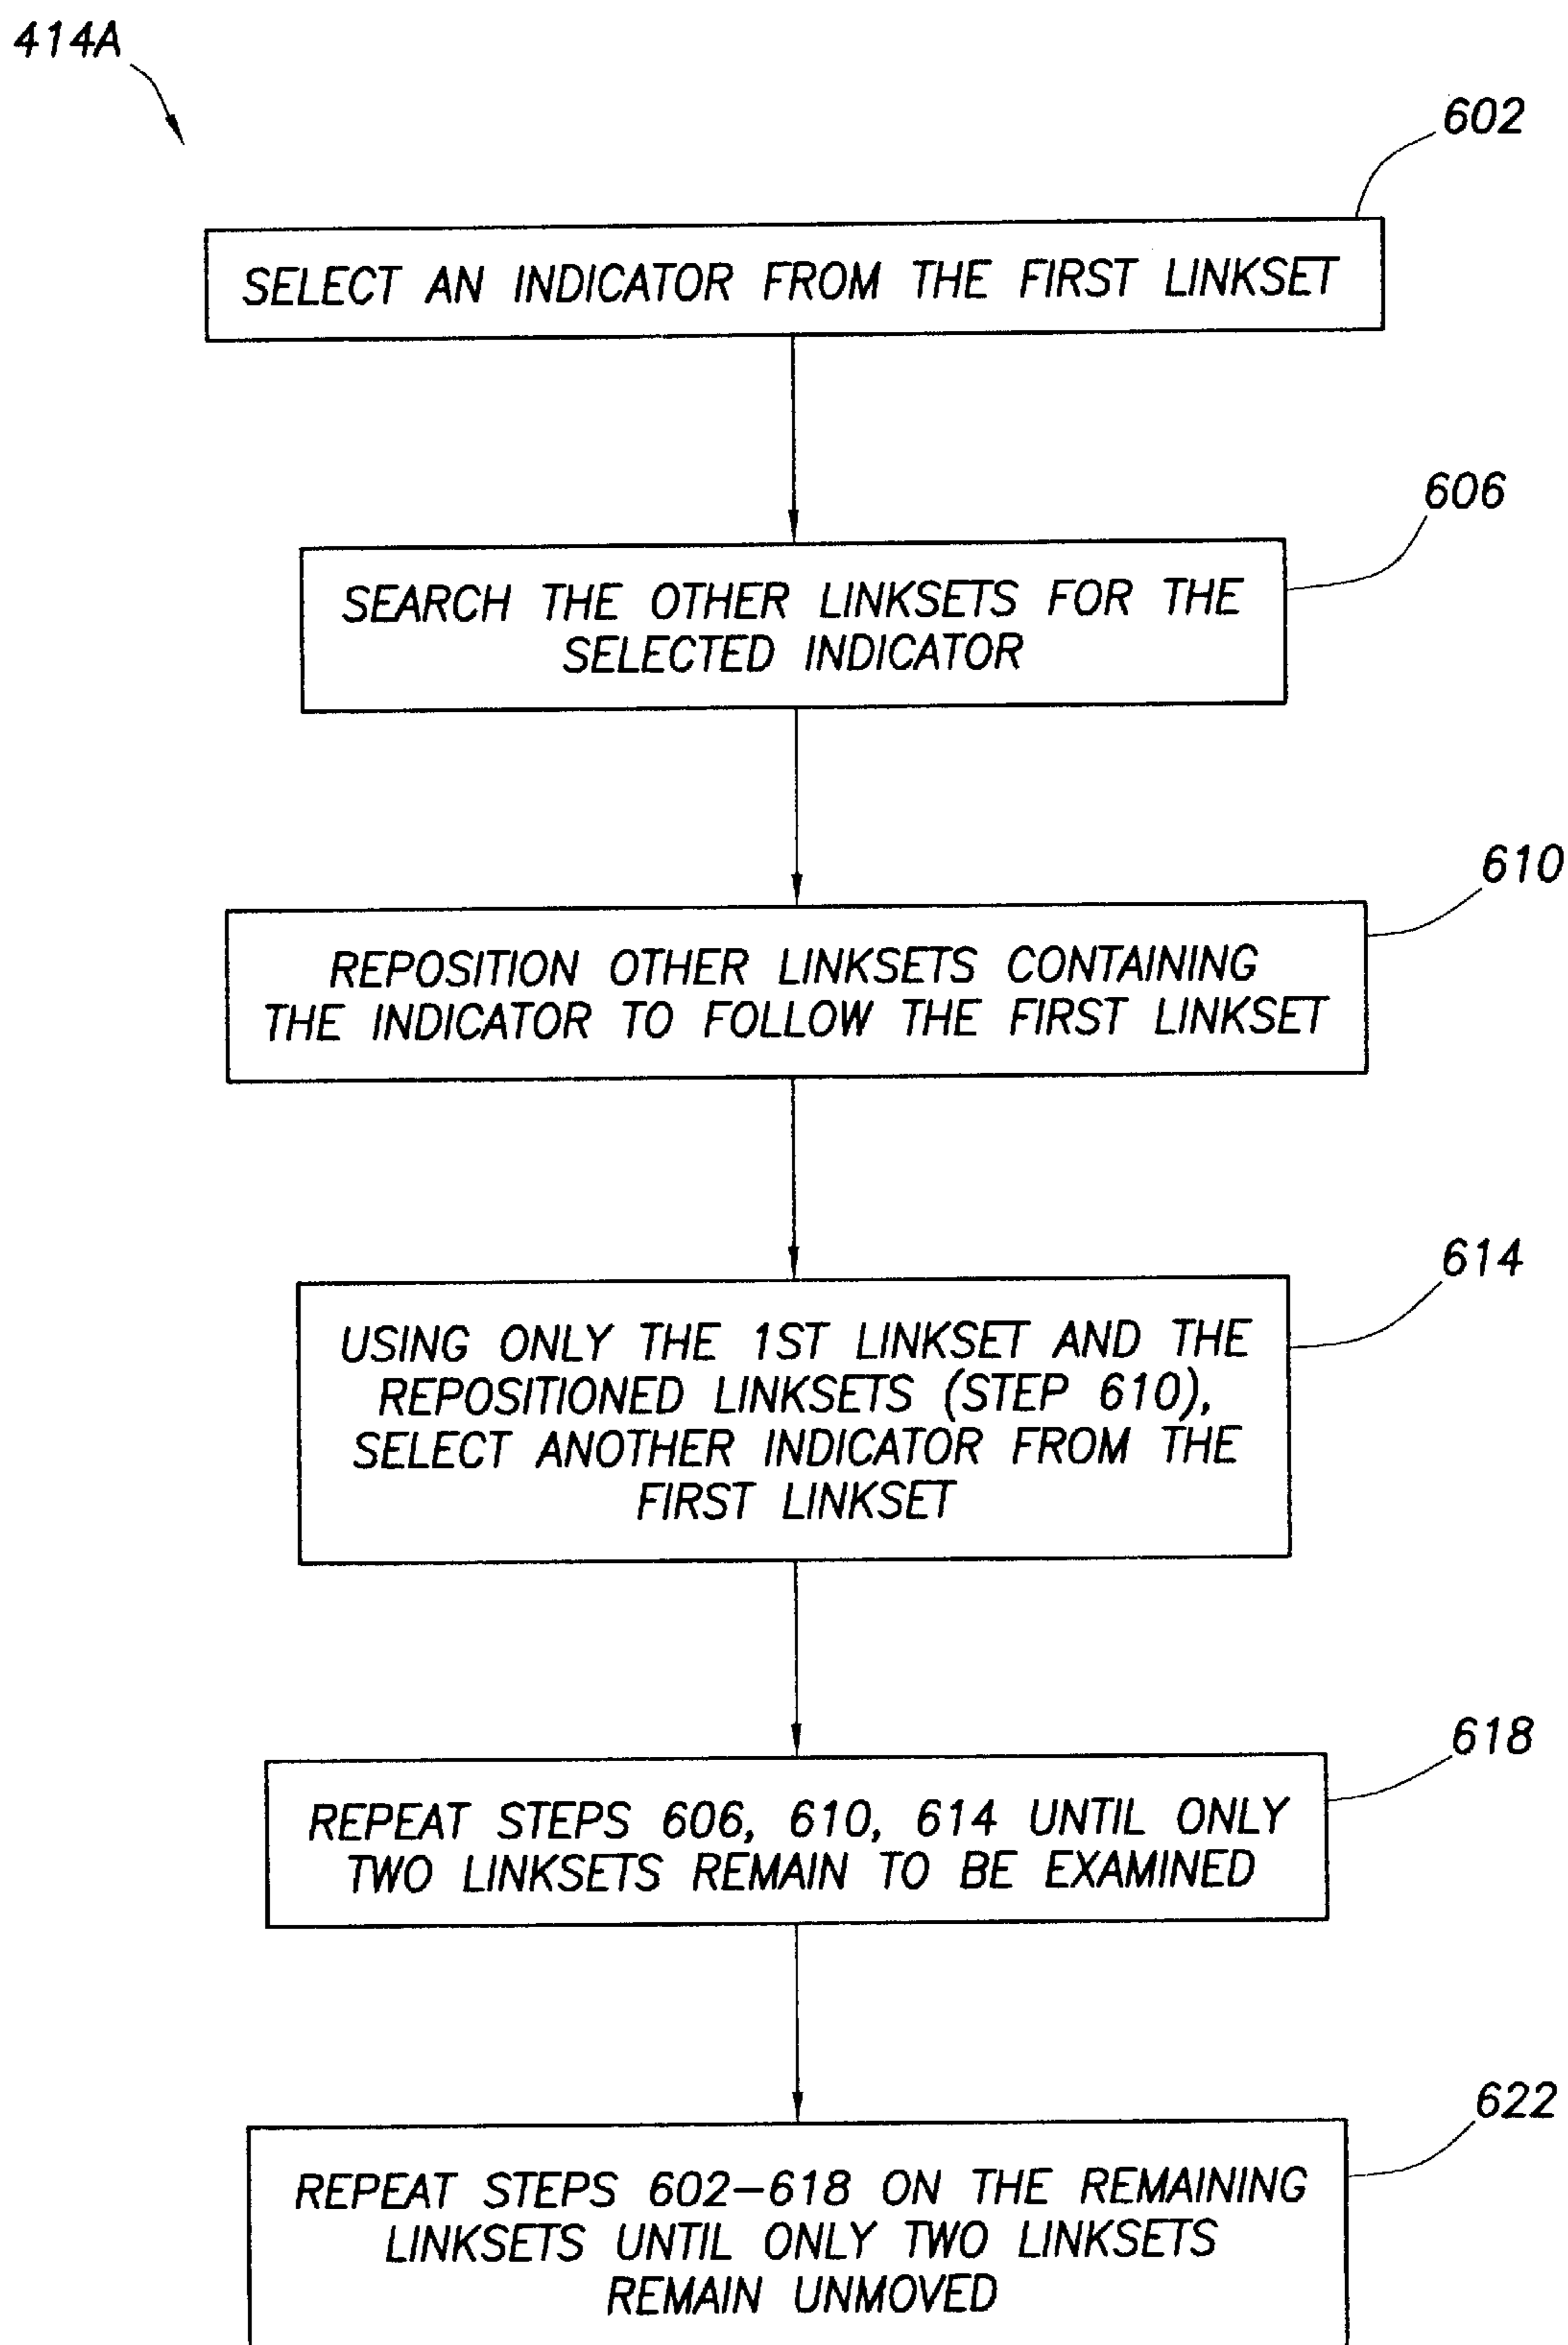 414A
602
SELECT AN INDICATOR FROM THE FIRST LINKSET
606
SEARCH THE OTHER LINKSETS FOR THE
SELECTED INDICATOR
610
REPOSITION OTHER LINKSETS CONTAINING
THE INDICATOR TO FOLLOW THE FIRST LINKSET
614
USING ONLY THE 1ST LINKSET AND THE
REPOSITIONED LINKSETS (STEP 610),
SELECT ANOTHER INDICATOR FROM THE
FIRST LINKSET
618
REPEAT STEPS 606, 610, 614 UNTIL ONLY
TWO LINKSETS REMAIN TO BE EXAMINED
622
REPEAT STEPS 602-618 ON THE REMAINING
LINKSETS UNTIL ONLY TWO LINKSETS
REMAIN UNMOVED